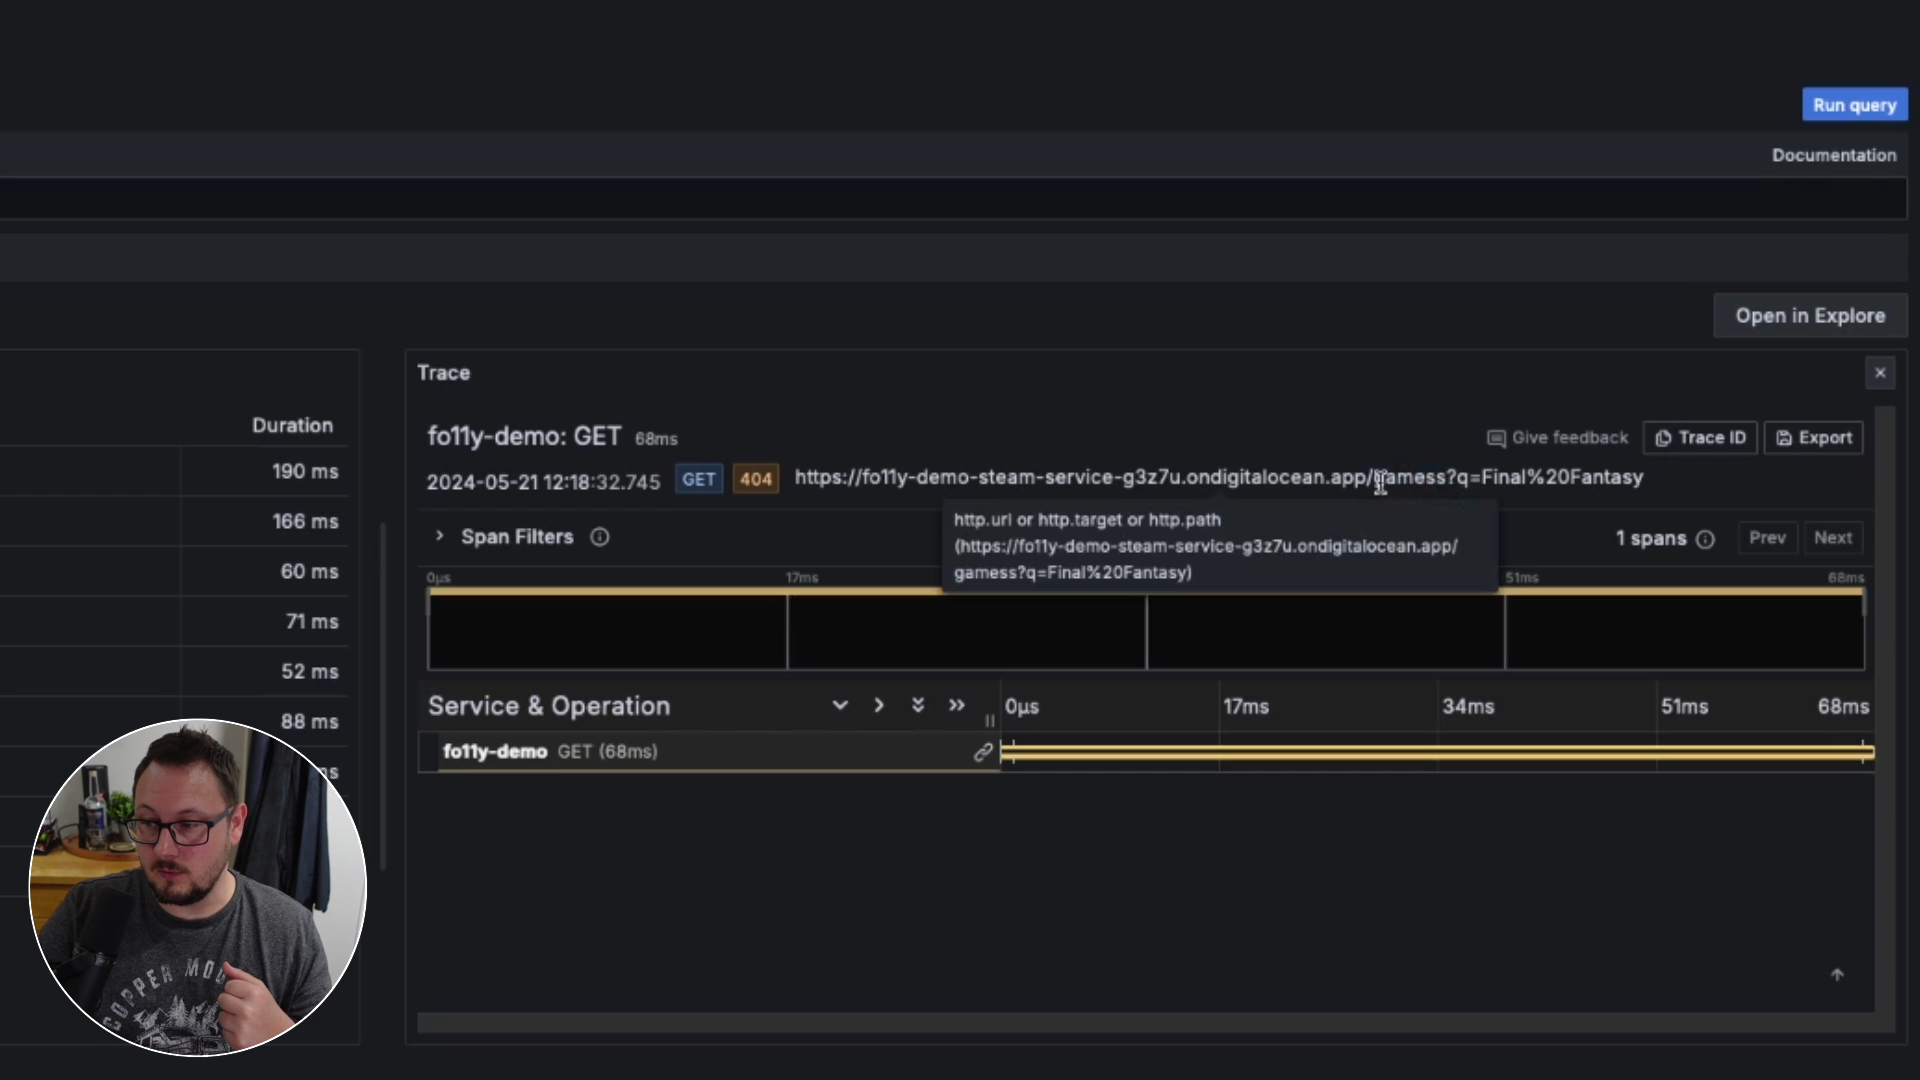 Run query
Documentation
Open in Explore
Trace
Duration
fo11y-demo: GET 68ms
Give feedback
Trace ID
Export
2024-05-21 12:18:32.745 GET 404 https://fo11y-demo-steam-service-g3z7u.ondigitalocean.app/gamess?q=Final%20Fantasy
190 ms
http.url or http.target or http.path
(https://fo11y-demo-steam-service-g3z7u.ondigitalocean.app/
gamess?q=Final%20Fantasy)
166 ms
Span Filters
1 spans
Prev
Next
60 ms
0μs 17ms 51ms 68ms
71 ms
52 ms
Service & Operation
0μs 17ms 34ms 51ms 68ms
88 ms
fo11y-demo GET (68ms)
COPPER